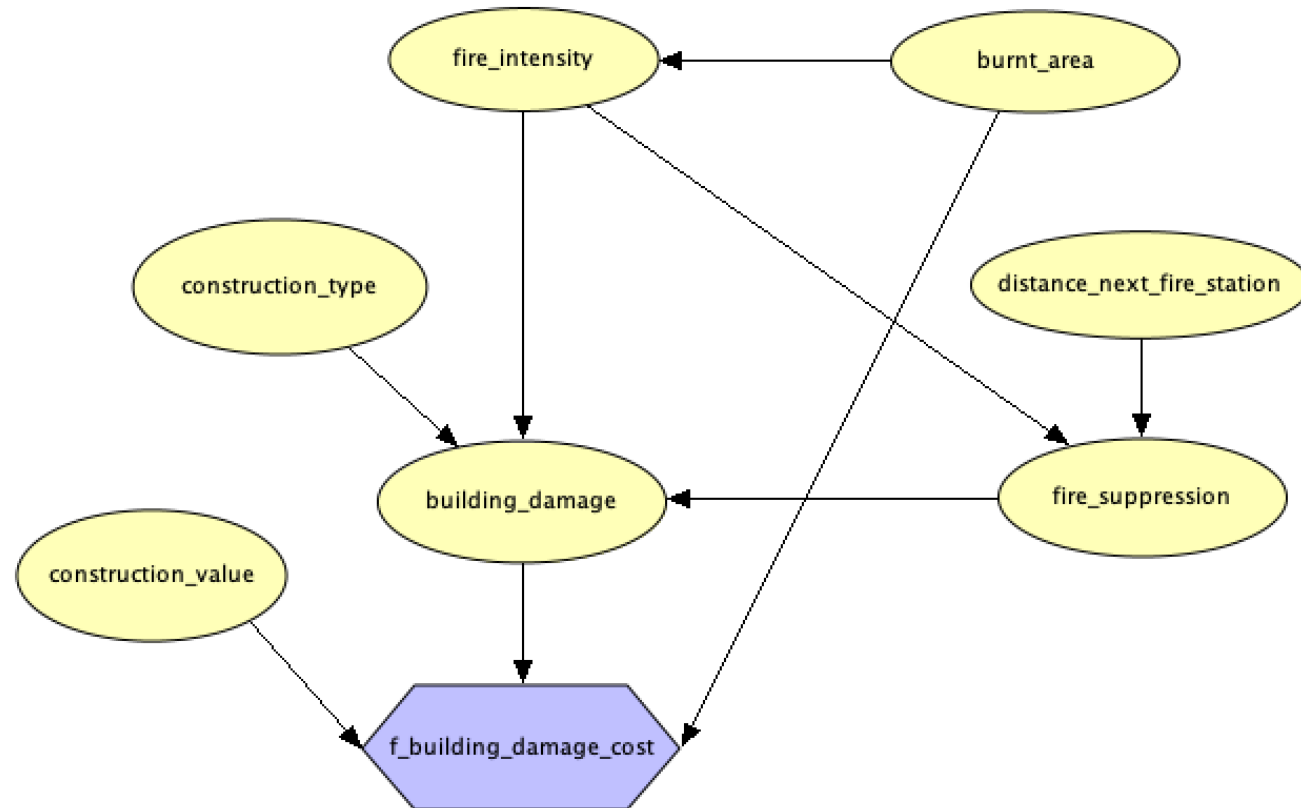 fire_intensity
burnt_area
construction_type
distance_next_fire_station
building_damage
fire_suppression
construction_value
f_building_damage_cost